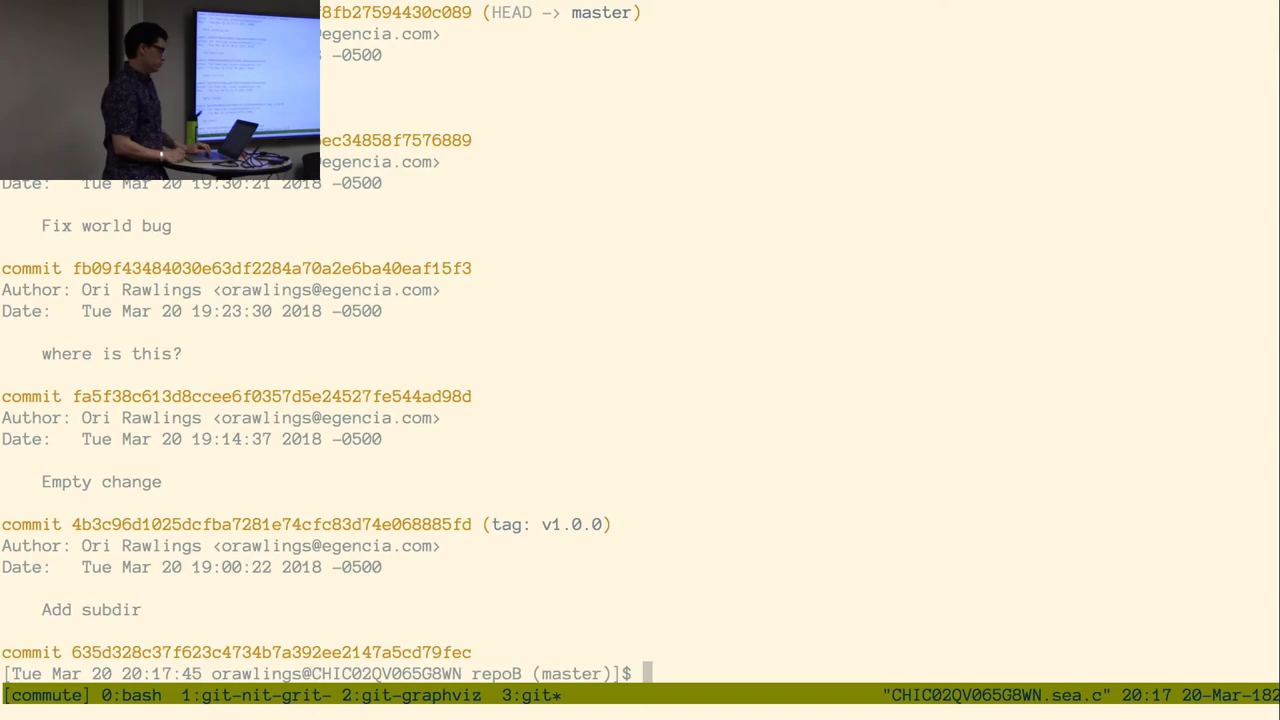 f8fb27594430c089 (HEAD -> master)
@egencia.com>
-0500
ec34858f7576889
@egencia.com>
Date:   Tue Mar 20 19:30:21 2018 -0500
Fix world bug
commit fb09f43484030e63df2284a70a2e6ba40eaf15f3
Author: Ori Rawlings <orawlings@egencia.com>
Date:   Tue Mar 20 19:23:30 2018 -0500
where is this?
commit fa5f38c613d8ccee6f0357d5e24527fe544ad98d
Author: Ori Rawlings <orawlings@egencia.com>
Date:   Tue Mar 20 19:14:37 2018 -0500
Empty change
commit 4b3c96d1025dcfba7281e74cfc83d74e068885fd (tag: v1.0.0)
Author: Ori Rawlings <orawlings@egencia.com>
Date:   Tue Mar 20 19:00:22 2018 -0500
Add subdir
commit 635d328c37f623c4734b7a392ee2147a5cd79fec
[Tue Mar 20 20:17:45 orawlings@CHIC02QV065G8WN repoB (master)]$
[commute] 0:bash  1:git-nit-grit- 2:git-graphviz  3:git* "CHIC02QV065G8WN.sea.c" 20:17 20-Mar-182